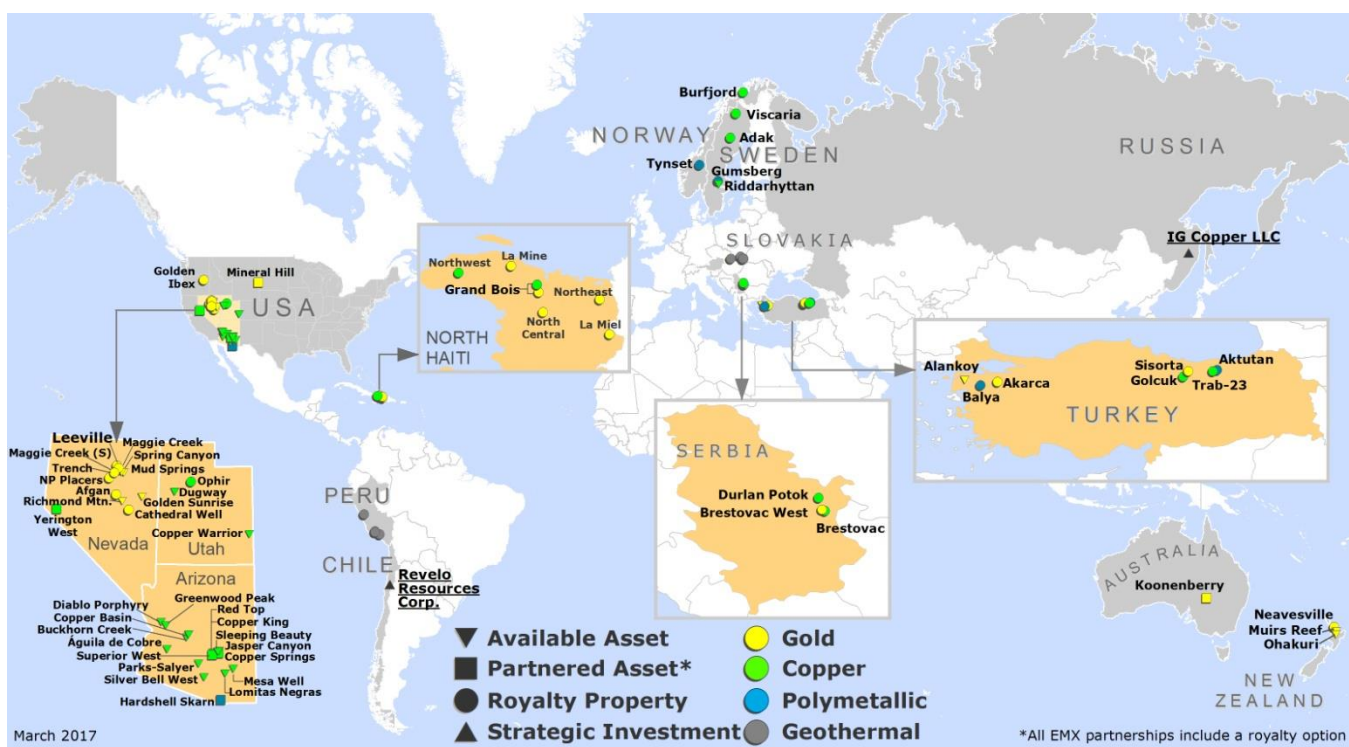 Burfjord
Viscaria
NORWAY
Adak
SWEDEN
RUSSIA
Tynset
Gumsberg
Riddarhyttan
SLOVAKIA
IG Copper LLC
Golden
Ibex
Mineral Hill
USA
Northwest
La Mine
Grand Bois
Northeast
North
Central
La Miel
NORTH
HAITI
Alankoy
Balya
Akarca
Sisorta
Golcuk
Aktutan
Trab-23
TURKEY
SERBIA
Durlan Potok
Brestovac West
Brestovac
Leeville
Maggie Creek
Maggie Creek (S)
Spring Canyon
Trench
Mud Springs
NP Placers
Ophir
Afgan
Dugway
Richmond Mtn.
Golden Sunrise
Cathedral Well
Yerington
West
Nevada
Copper Warrior
Utah
Arizona
Greenwood Peak
Diablo Porphyry
Red Top
Copper Basin
Copper King
Buckhorn Creek
Sleeping Beauty
Águila de Cobre
Jasper Canyon
Superior West
Copper Springs
Parks-Salyer
Silver Bell West
Mesa Well
Lomitas Negras
Hardshell Skarn
PERU
CHILE
Revelo
Resources
Corp.
AUSTRALIA
Koonenberry
Neavesville
Muirs Reef
Ohakuri
NEW
ZEALAND
Available Asset
Partnered Asset*
Royalty Property
Strategic Investment
Gold
Copper
Polymetallic
Geothermal
March 2017
*All EMX partnerships include a royalty option